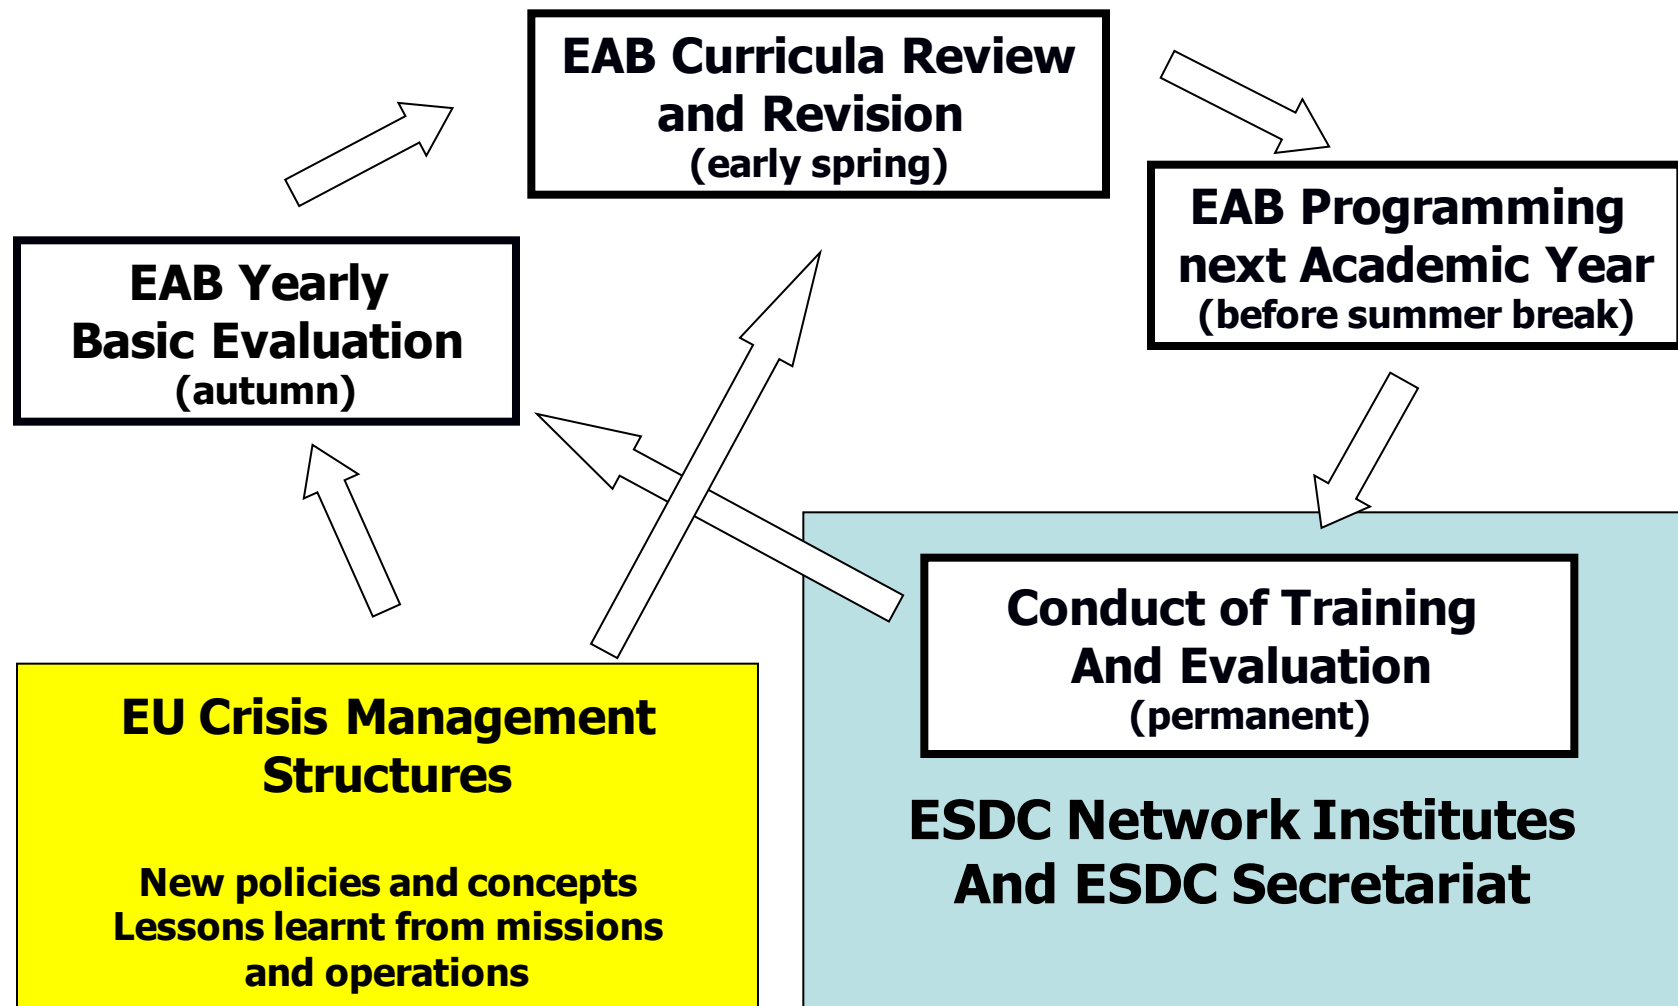 EAB Curricula Review
and Revision
(early spring)
EAB Programming
next Academic Year
(before summer break)
EAB Yearly
Basic Evaluation
(autumn)
Conduct of Training
And Evaluation
(permanent)
ESDC Network Institutes
And ESDC Secretariat
EU Crisis Management
Structures
New policies and concepts
Lessons learnt from missions
and operations